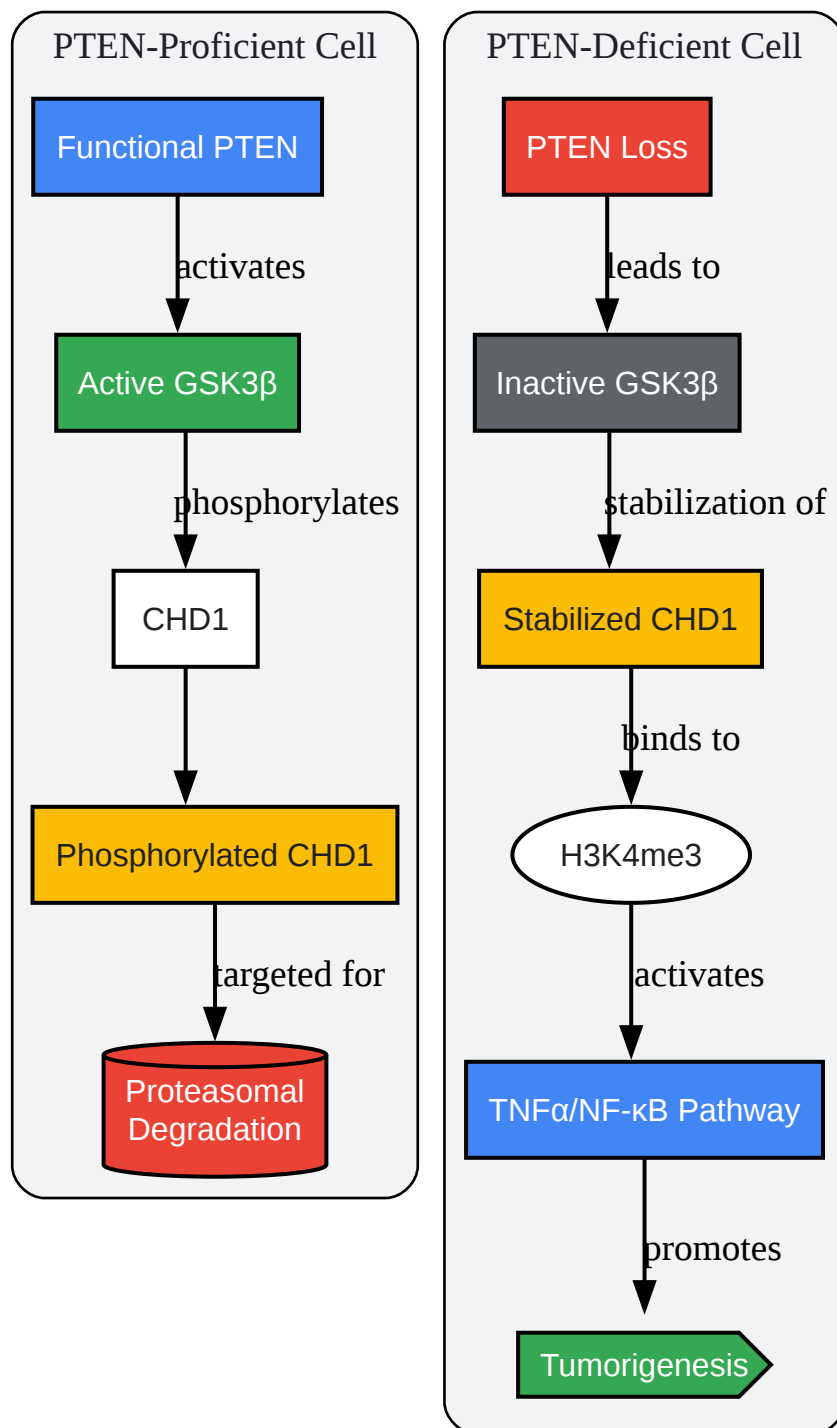 PTEN-Proficient Cell
Functional PTEN
activates
Active GSK3β
phosphorylates
CHD1
Phosphorylated CHD1
targeted for
Proteasomal
Degradation
PTEN-Deficient Cell
PTEN Loss
leads to
Inactive GSK3β
stabilization of
Stabilized CHD1
binds to
H3K4me3
activates
TNFα/NF-κB Pathway
promotes
Tumorigenesis